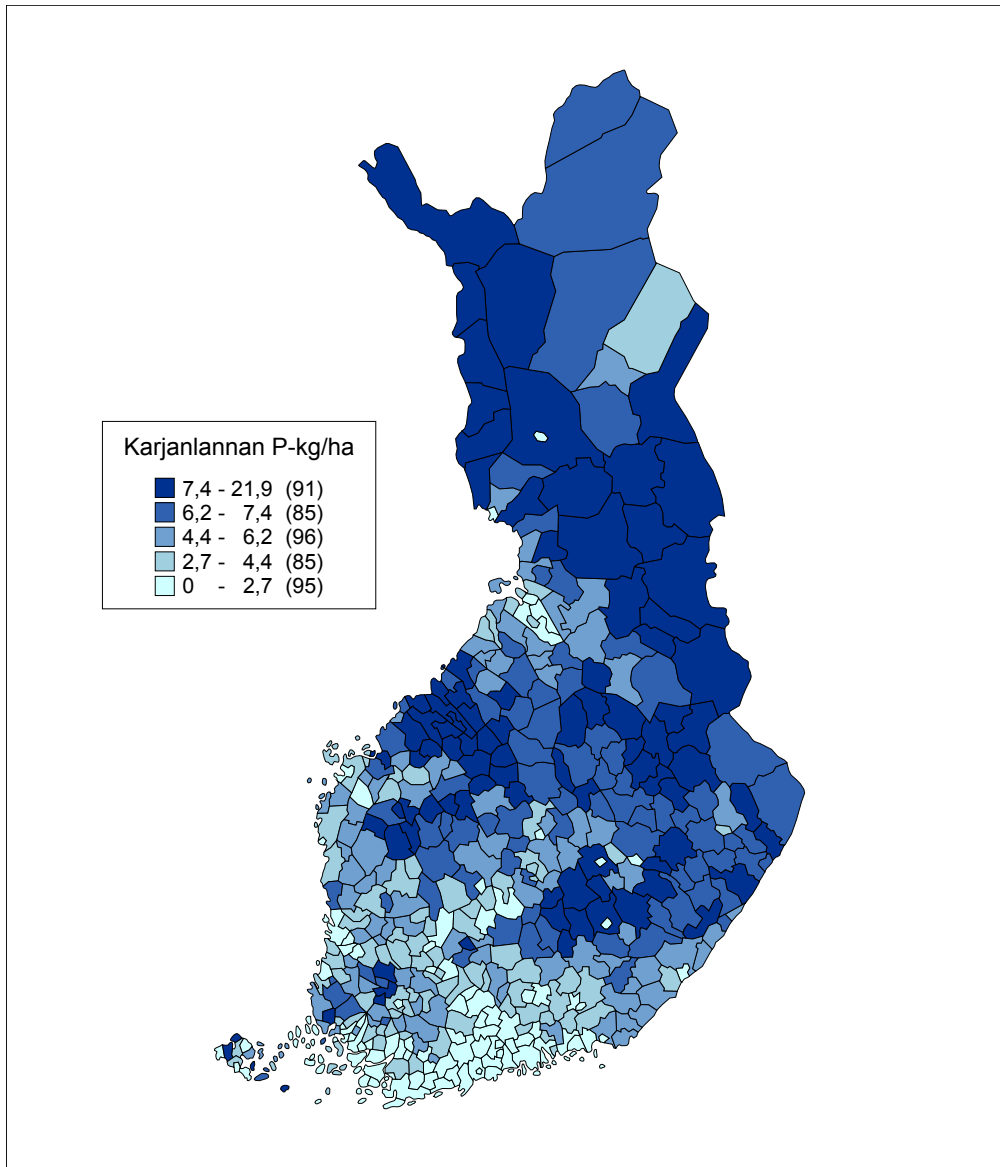 Karjanlannan P-kg/ha
7,4 - 21,9 (91)
6,2 - 7,4 (85)
4,4 - 6,2 (96)
2,7 - 4,4 (85)
0 - 2,7 (95)